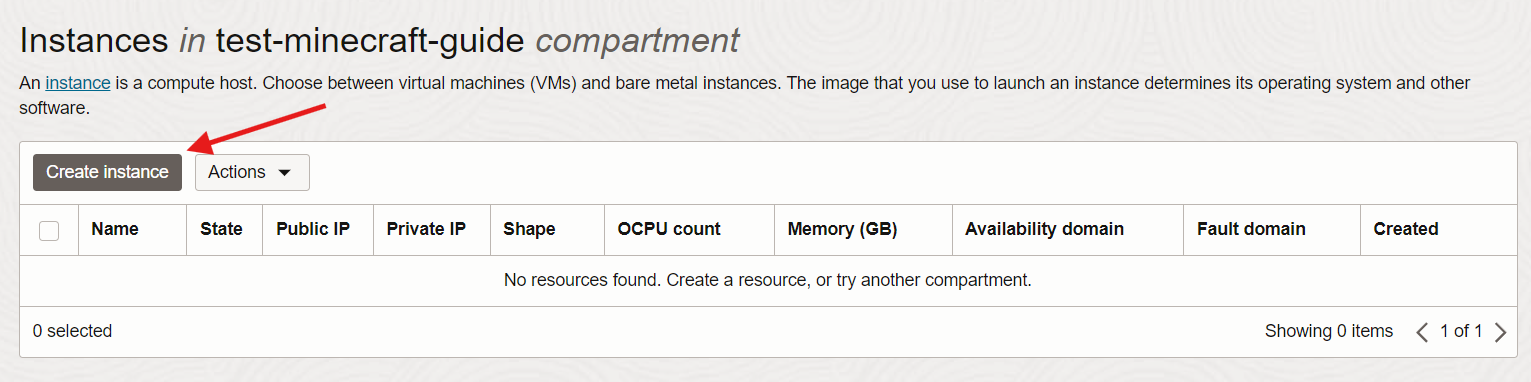 Instances in test-minecraft-guide compartment
An instance is a compute host. Choose between virtual machines (VMs) and bare metal instances. The image that you use to launch an instance determines its operating system and other
software.
Create instance Actions
Name State Public IP Private IP Shape OCPU count Memory (GB) Availability domain Fault domain Created
No resources found. Create a resource, or try another compartment.
0 selected Showing 0 items 1 of 1